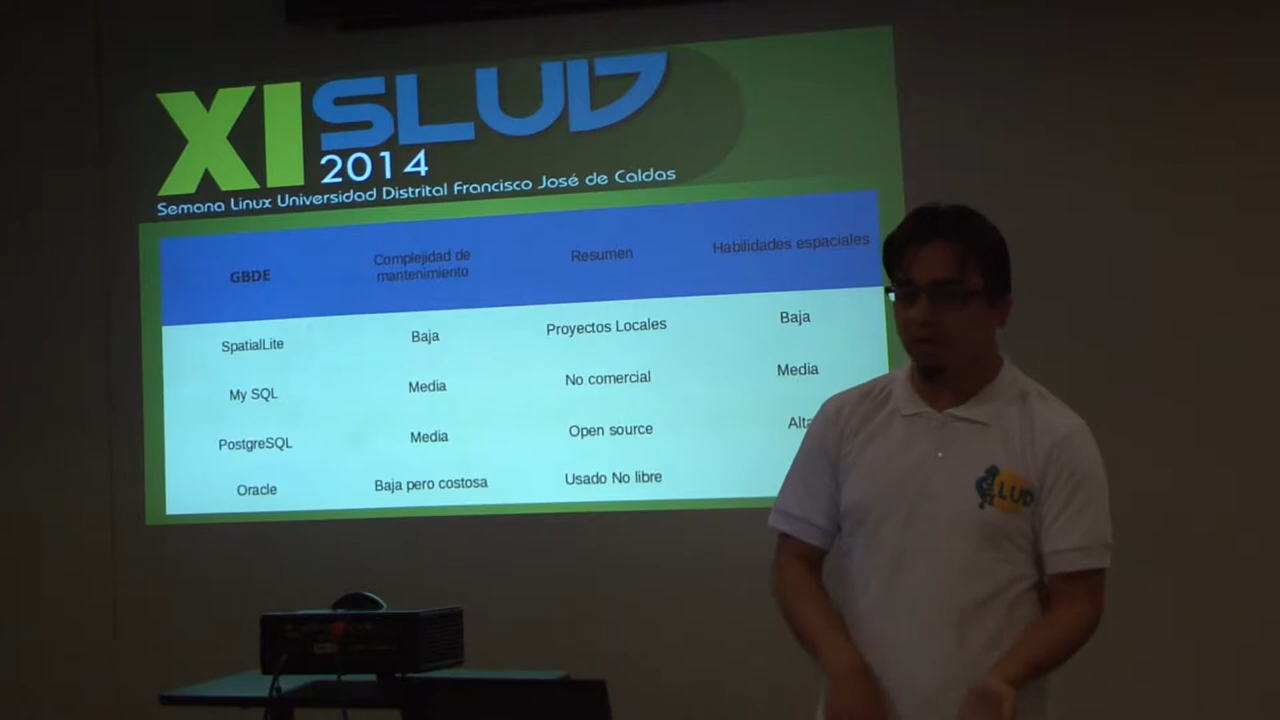 XI SLUD
2014
Semana Linux Universidad Distrital Francisco José de Caldas
GBDE
Complejidad de
mantenimiento
Resumen
Habilidades espaciales
SpatialLite
Baja
Proyectos Locales
Baja
My SQL
Media
No comercial
Media
PostgreSQL
Media
Open source
Alta
Oracle
Baja pero costosa
Usado No libre
LUD